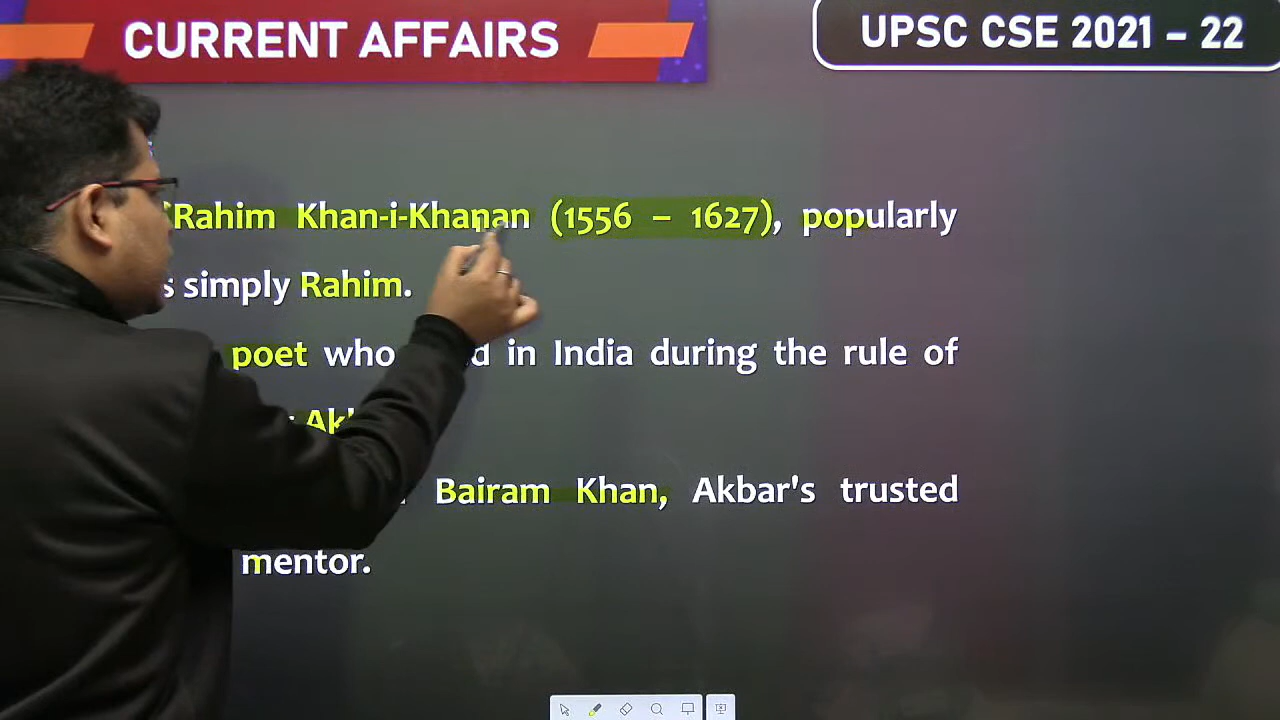 CURRENT AFFAIRS
UPSC CSE 2021 – 22
Rahim Khan-i-Khanan (1556 – 1627), popularly
s simply Rahim.
poet who in India during the rule of
Bairam Khan, Akbar's trusted
mentor.